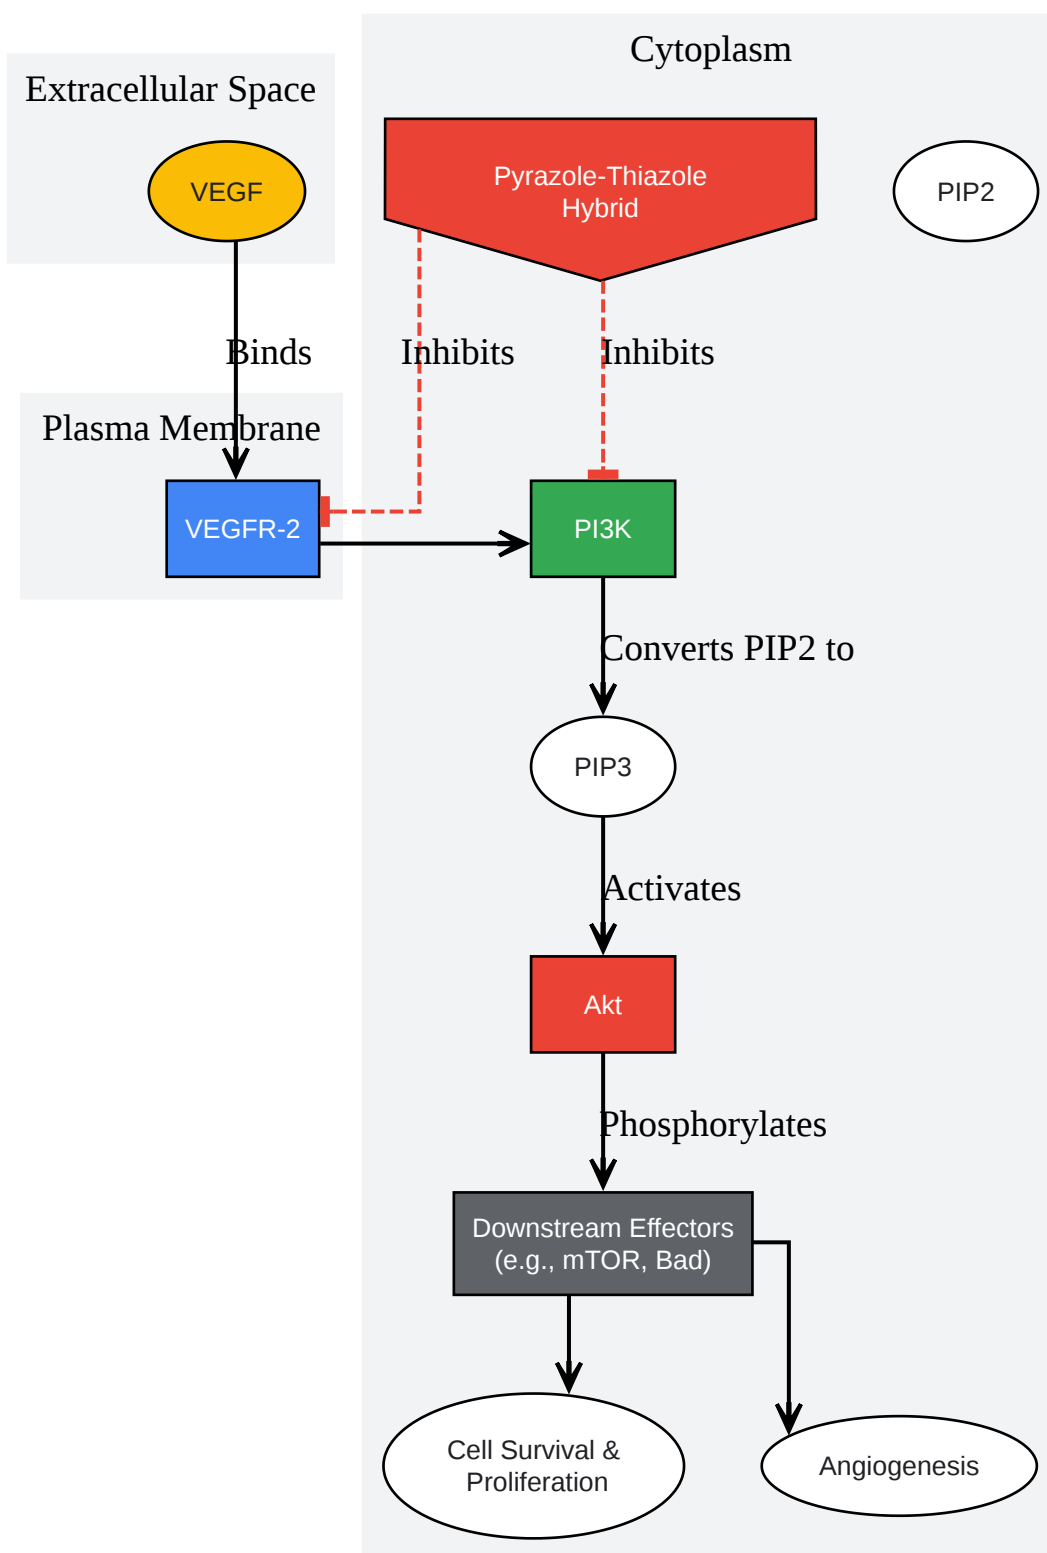 Cytoplasm
Extracellular Space
VEGF
Pyrazole-Thiazole
Hybrid
PIP2
Binds
Inhibits
Inhibits
Plasma Membrane
VEGFR-2
PI3K
Converts PIP2 to
PIP3
Activates
Akt
Phosphorylates
Downstream Effectors
(e.g., mTOR, Bad)
Cell Survival &
Proliferation
Angiogenesis